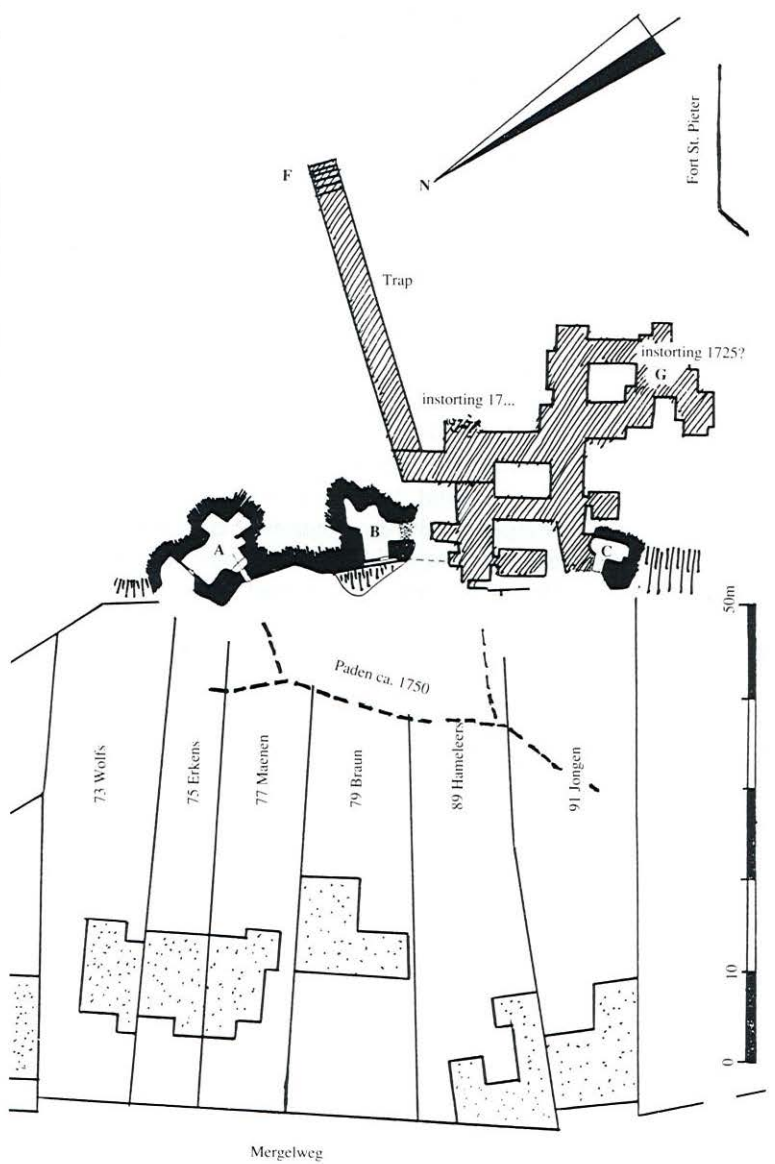 Fort St. Pieter
F
N
Trap
instorting 1725?
G
instorting 17...
A
B
C
50m
Paden ca. 1750
73 Wolfs
75 Erkens
77 Maenen
79 Braun
89 Hameleers
91 Jongen
10
0
Mergelweg